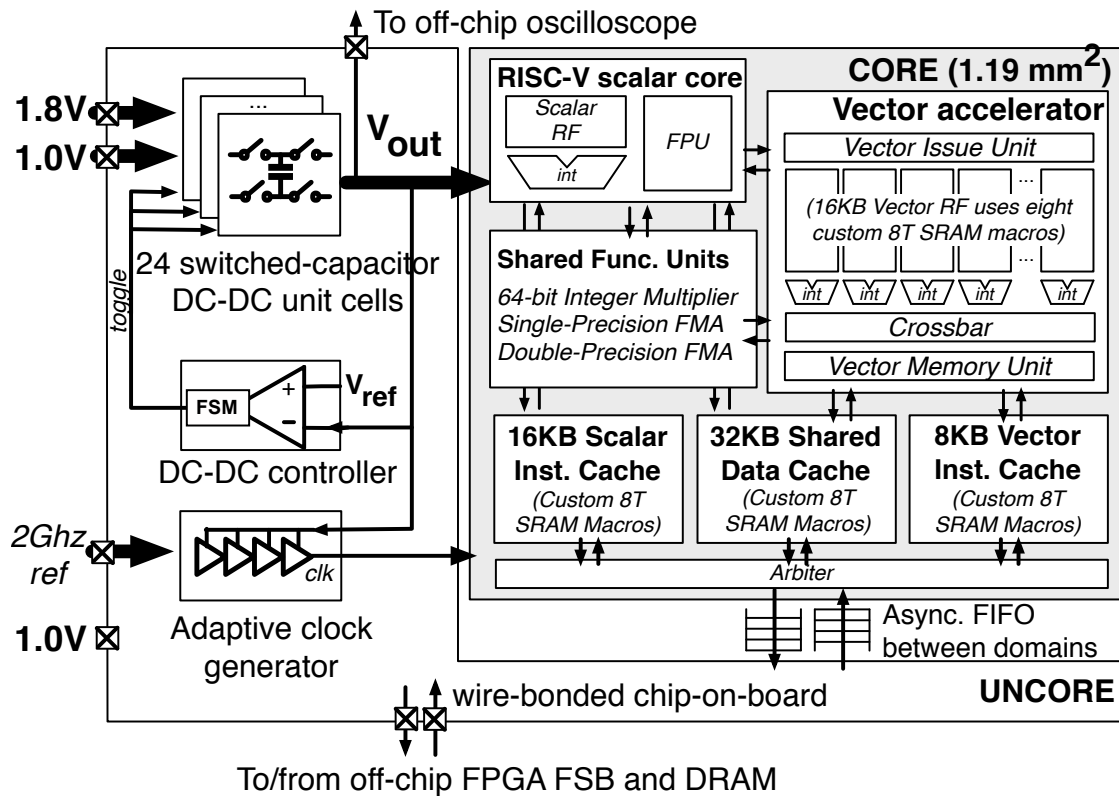 To off-chip oscilloscope
1.8V
1.0V
...
V_out
24 switched-capacitor
DC-DC unit cells
toggle
FSM
+
−
V_ref
DC-DC controller
2Ghz
ref
clk
Adaptive clock
generator
1.0V
CORE (1.19 mm²)
RISC-V scalar core
Scalar
RF
int
FPU
Vector accelerator
Vector Issue Unit
...
(16KB Vector RF uses eight
custom 8T SRAM macros)
...
int
int
int
int
int
Crossbar
Vector Memory Unit
Shared Func. Units
64-bit Integer Multiplier
Single-Precision FMA
Double-Precision FMA
16KB Scalar
Inst. Cache
(Custom 8T
SRAM Macros)
32KB Shared
Data Cache
(Custom 8T
SRAM Macros)
8KB Vector
Inst. Cache
(Custom 8T
SRAM Macros)
Arbiter
Async. FIFO
between domains
UNCORE
wire-bonded chip-on-board
To/from off-chip FPGA FSB and DRAM